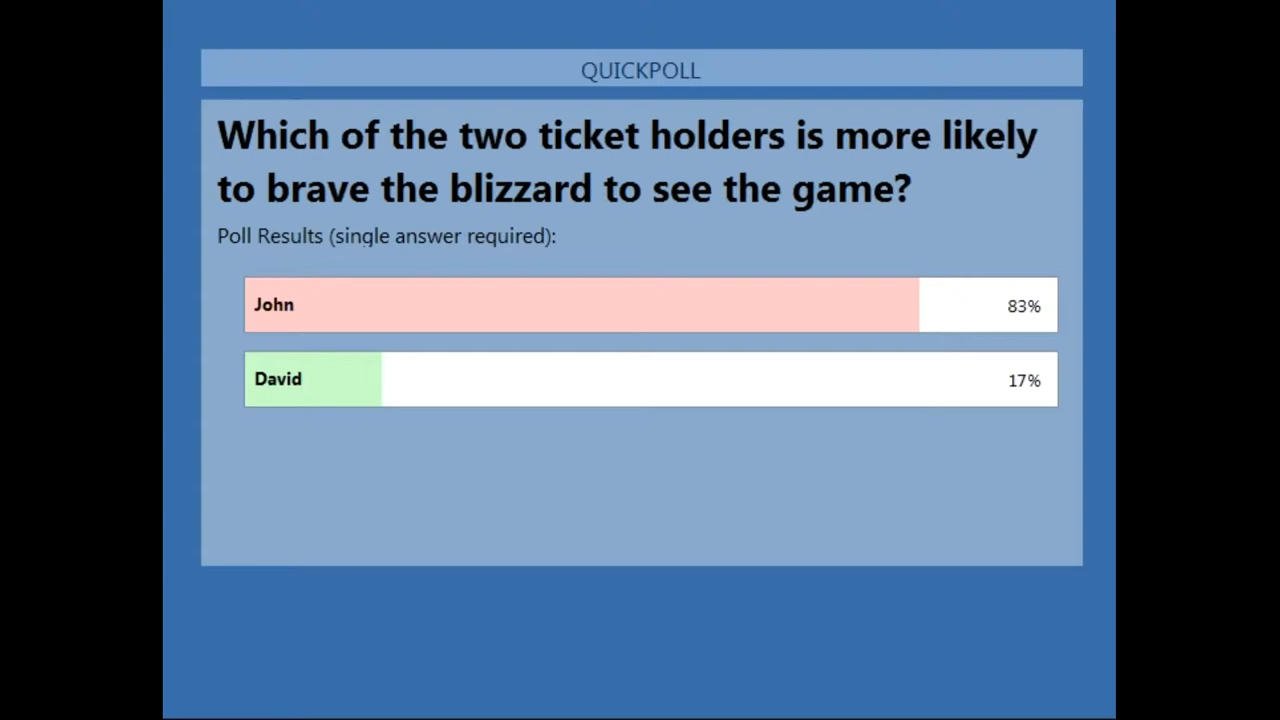 QUICKPOLL
Which of the two ticket holders is more likely
to brave the blizzard to see the game?
Poll Results (single answer required):
John 83%
David 17%